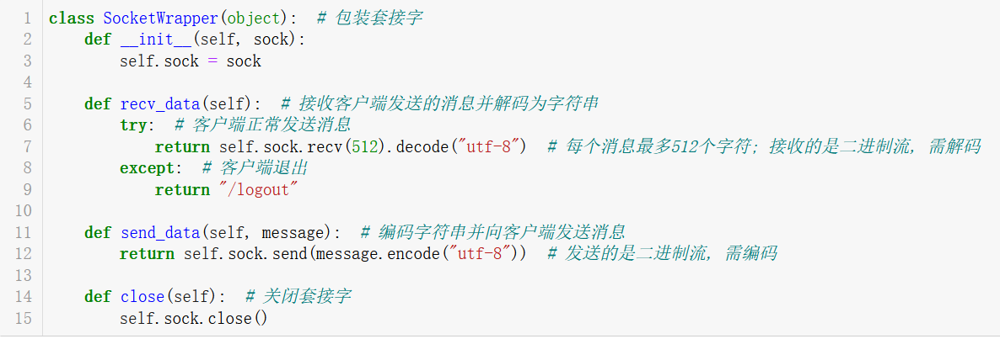 1 class SocketWrapper(object):  # 包装套接字
2     def __init__(self, sock):
3         self.sock = sock
4
5     def recv_data(self):  # 接收客户端发送的消息并解码为字符串
6         try:  # 客户端正常发送消息
7             return self.sock.recv(512).decode("utf-8")  # 每个消息最多512个字符; 接收的是二进制流, 需解码
8         except:  # 客户端退出
9             return "/logout"
10
11     def send_data(self, message):  # 编码字符串并向客户端发送消息
12         return self.sock.send(message.encode("utf-8"))  # 发送的是二进制流, 需编码
13
14     def close(self):  # 关闭套接字
15         self.sock.close()